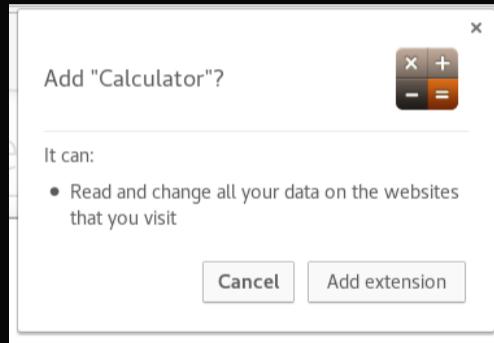 Add "Calculator"?
It can:
Read and change all your data on the websites
that you visit
Cancel
Add extension